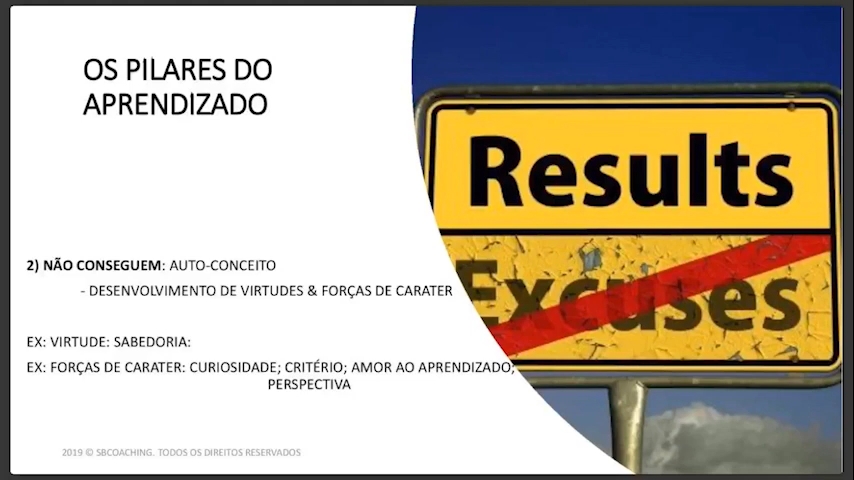 OS PILARES DO
APRENDIZADO
Results
Excuses
2) NÃO CONSEGUEM: AUTO-CONCEITO
- DESENVOLVIMENTO DE VIRTUDES & FORÇAS DE CARATER
EX: VIRTUDE: SABEDORIA:
EX: FORÇAS DE CARATER: CURIOSIDADE; CRITÉRIO; AMOR AO APRENDIZADO;
PERSPECTIVA
2019 © SBCOACHING. TODOS OS DIREITOS RESERVADOS